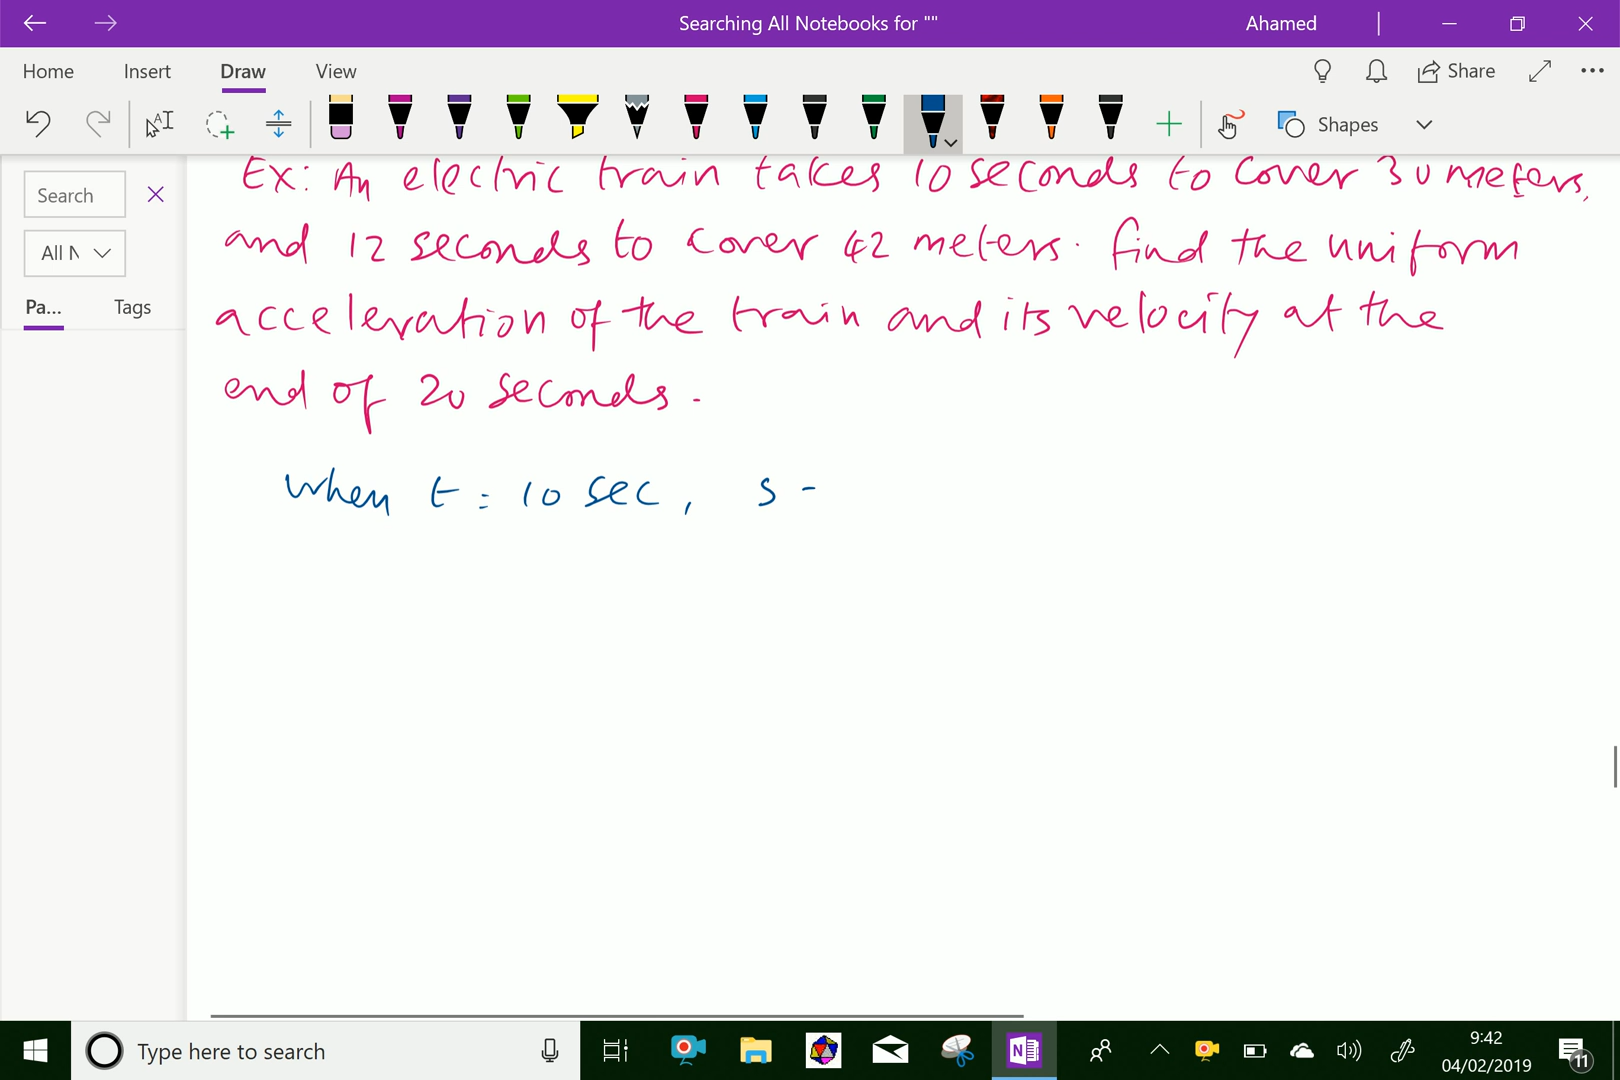 Searching All Notebooks for ""
Ahamed
Home Insert Draw View
Share
Shapes
Search
All N
Pa... Tags
Ex: An electric train takes 10 seconds to cover 30 meters,
and 12 seconds to cover 42 meters. find the uniform
acceleration of the train and its velocity at the
end of 20 seconds.
when t = 10 sec, s -
Type here to search
9:42
04/02/2019
11